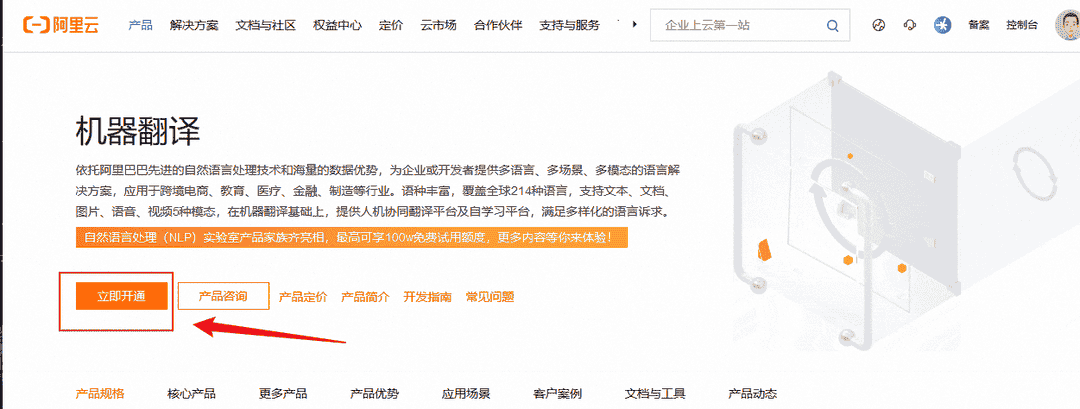 阿里云 产品 解决方案 文档与社区 权益中心 定价 云市场 合作伙伴 支持与服务 企业上云第一站 备案 控制台
机器翻译
依托阿里巴巴先进的自然语言处理技术和海量的数据优势，为企业或开发者提供多语言、多场景、多模态的语言解
决方案，应用于跨境电商、教育、医疗、金融、制造等行业。语种丰富，覆盖全球214种语言，支持文本、文档、
图片、语音、视频5种模态，在机器翻译基础上，提供人机协同翻译平台及自学习平台，满足多样化的语言诉求。
自然语言处理（NLP）实验室产品家族齐亮相，最高可享100w免费试用额度，更多内容等你来体验！
立即开通 产品咨询 产品定价 产品简介 开发指南 常见问题
产品规格 核心产品 更多产品 产品优势 应用场景 客户案例 文档与工具 产品动态